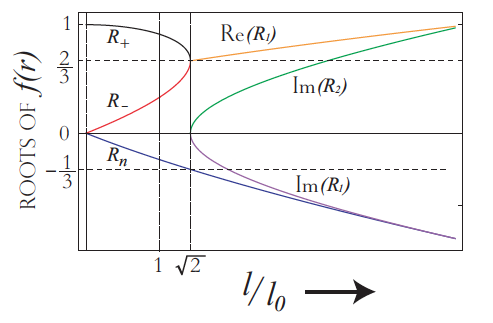 ROOTS OF f(r)
1
2/3
0
-1/3
R+
R−
Rn
Re(R1)
Im(R2)
Im(R1)
1 √2
l/l0